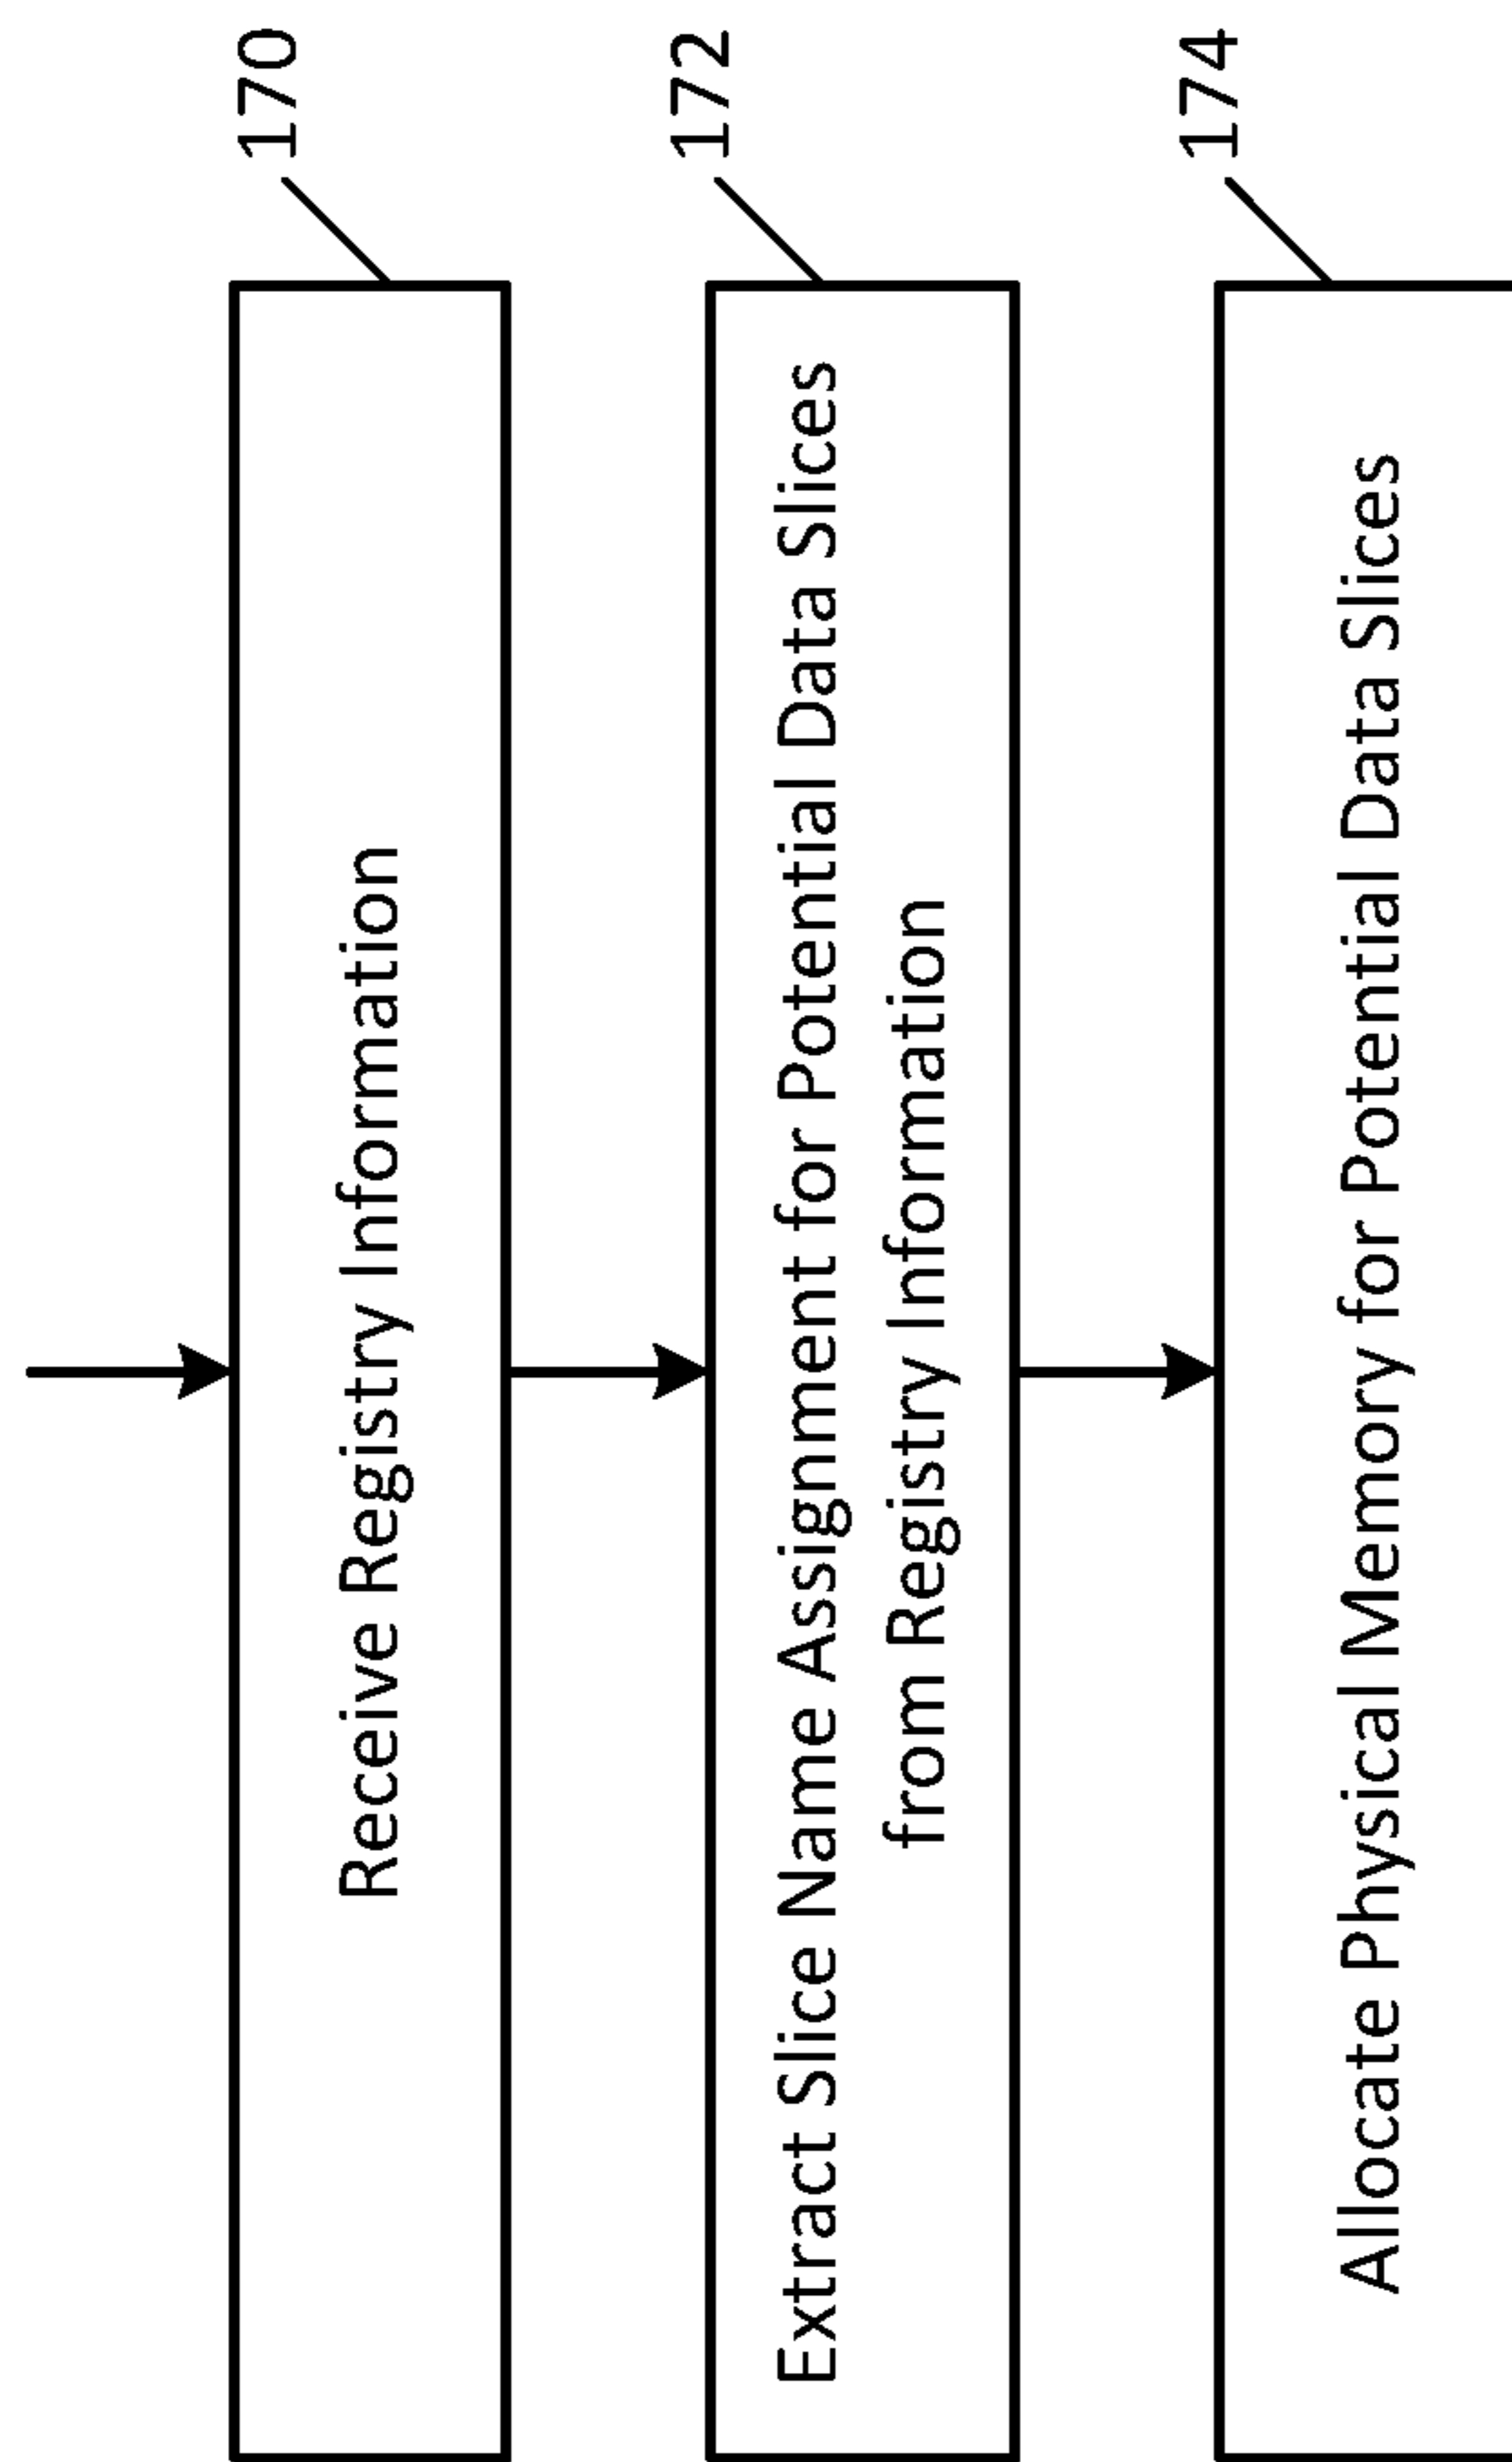 170
Receive Registry Information
172
Extract Slice Name Assignment for Potential Data Slices
from Registry Information
174
Allocate Physical Memory for Potential Data Slices